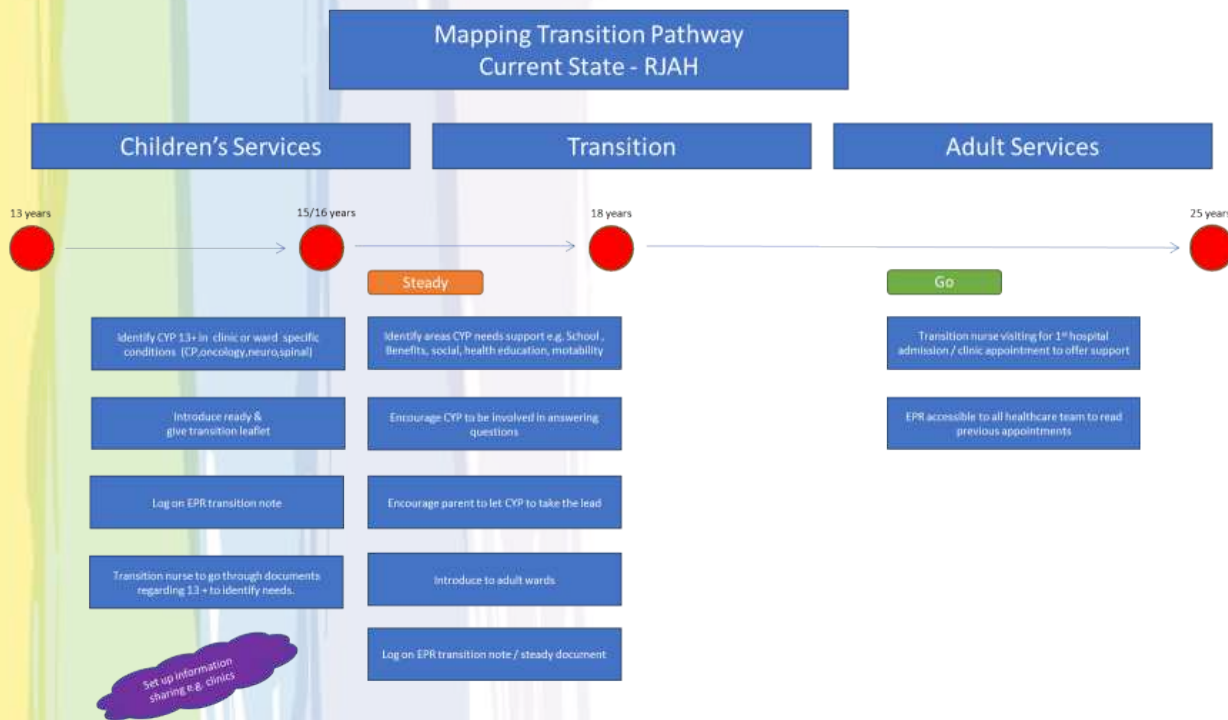 Mapping Transition Pathway
Current State - RJAH
Children's Services
Transition
Adult Services
13 years
15/16 years
18 years
25 years
Steady
Go
Identify CYP 13+ in clinic or ward specific
conditions (CP,oncology,neuro,spinal)
Introduce ready &
give transition leaflet
Log on EPR transition note
Transition nurse to go through documents
regarding 13 + to identify needs.
Set up information
sharing e.g. clinics
Identify areas CYP needs support e.g. School ,
Benefits, social, health education, motability
Encourage CYP to be involved in answering
questions
Encourage parent to let CYP to take the lead
Introduce to adult wards
Log on EPR transition note / steady document
Transition nurse visiting for 1st hospital
admission / clinic appointment to offer support
EPR accessible to all healthcare team to read
previous appointments